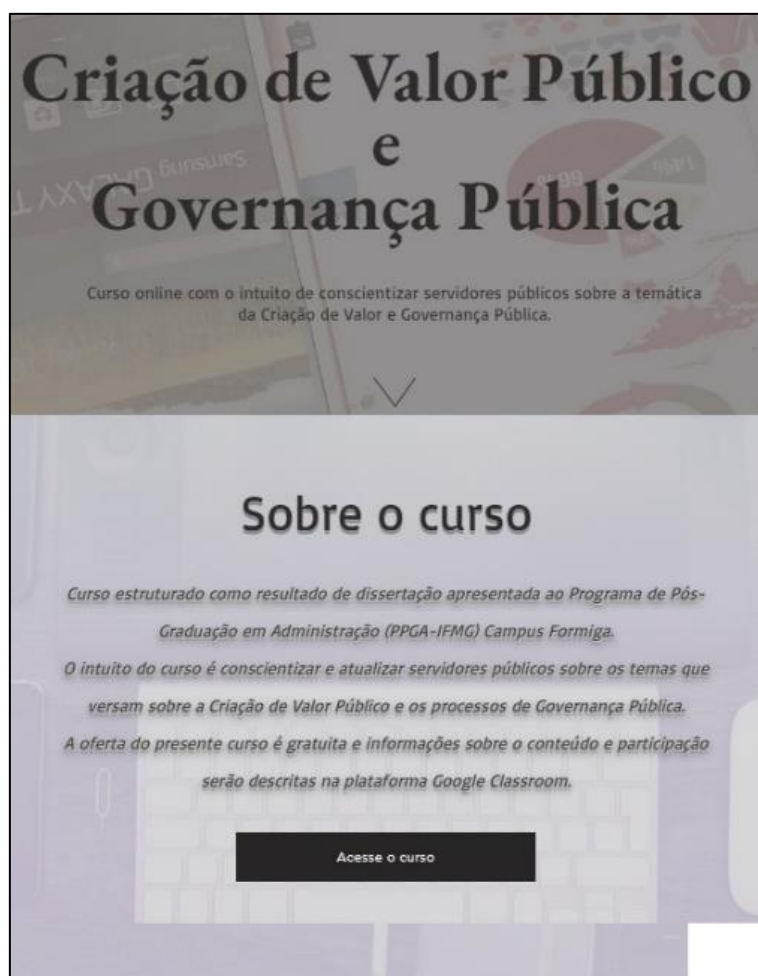 Criação de Valor Público
e
Governança Pública
Samsung GALAXY T
86%
14%
Curso online com o intuito de conscientizar servidores públicos sobre a temática
da Criação de Valor e Governança Pública.
Sobre o curso
Curso estruturado como resultado de dissertação apresentada ao Programa de Pós-
Graduação em Administração (PPGA-IFMG) Campus Formiga.
O intuito do curso é conscientizar e atualizar servidores públicos sobre os temas que
versam sobre a Criação de Valor Público e os processos de Governança Pública.
A oferta do presente curso é gratuita e informações sobre o conteúdo e participação
serão descritas na plataforma Google Classroom.
Acesse o curso